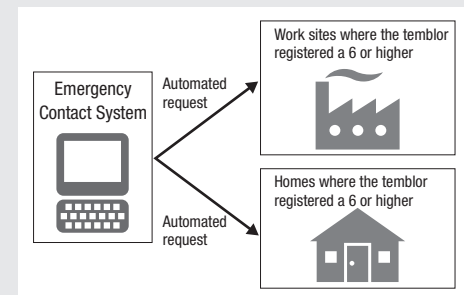 Emergency
Contact System
Automated
request
Work sites where the temblor
registered a 6 or higher
Automated
request
Homes where the temblor
registered a 6 or higher